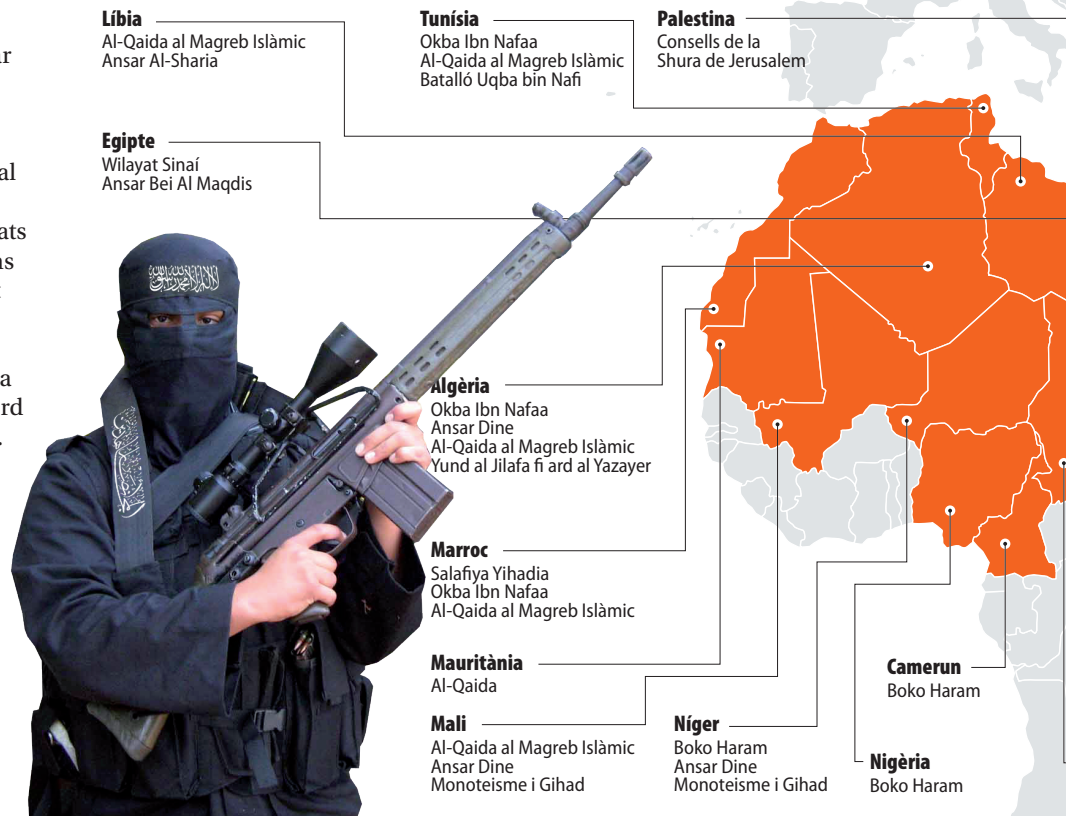 al
ats
a
rd
Líbia
Al-Qaida al Magreb Islàmic
Ansar Al-Sharia
Tunísia
Okba Ibn Nafaa
Al-Qaida al Magreb Islàmic
Batalló Uqba bin Nafi
Palestina
Consells de la
Shura de Jerusalem
Egipte
Wilayat Sinaí
Ansar Bei Al Maqdis
Algèria
Okba Ibn Nafaa
Ansar Dine
Al-Qaida al Magreb Islàmic
Yund al Jilafa fi ard al Yazayer
Marroc
Salafiya Yihadia
Okba Ibn Nafaa
Al-Qaida al Magreb Islàmic
Mauritània
Al-Qaida
Mali
Al-Qaida al Magreb Islàmic
Ansar Dine
Monoteisme i Gihad
Níger
Boko Haram
Ansar Dine
Monoteisme i Gihad
Camerun
Boko Haram
Nigèria
Boko Haram